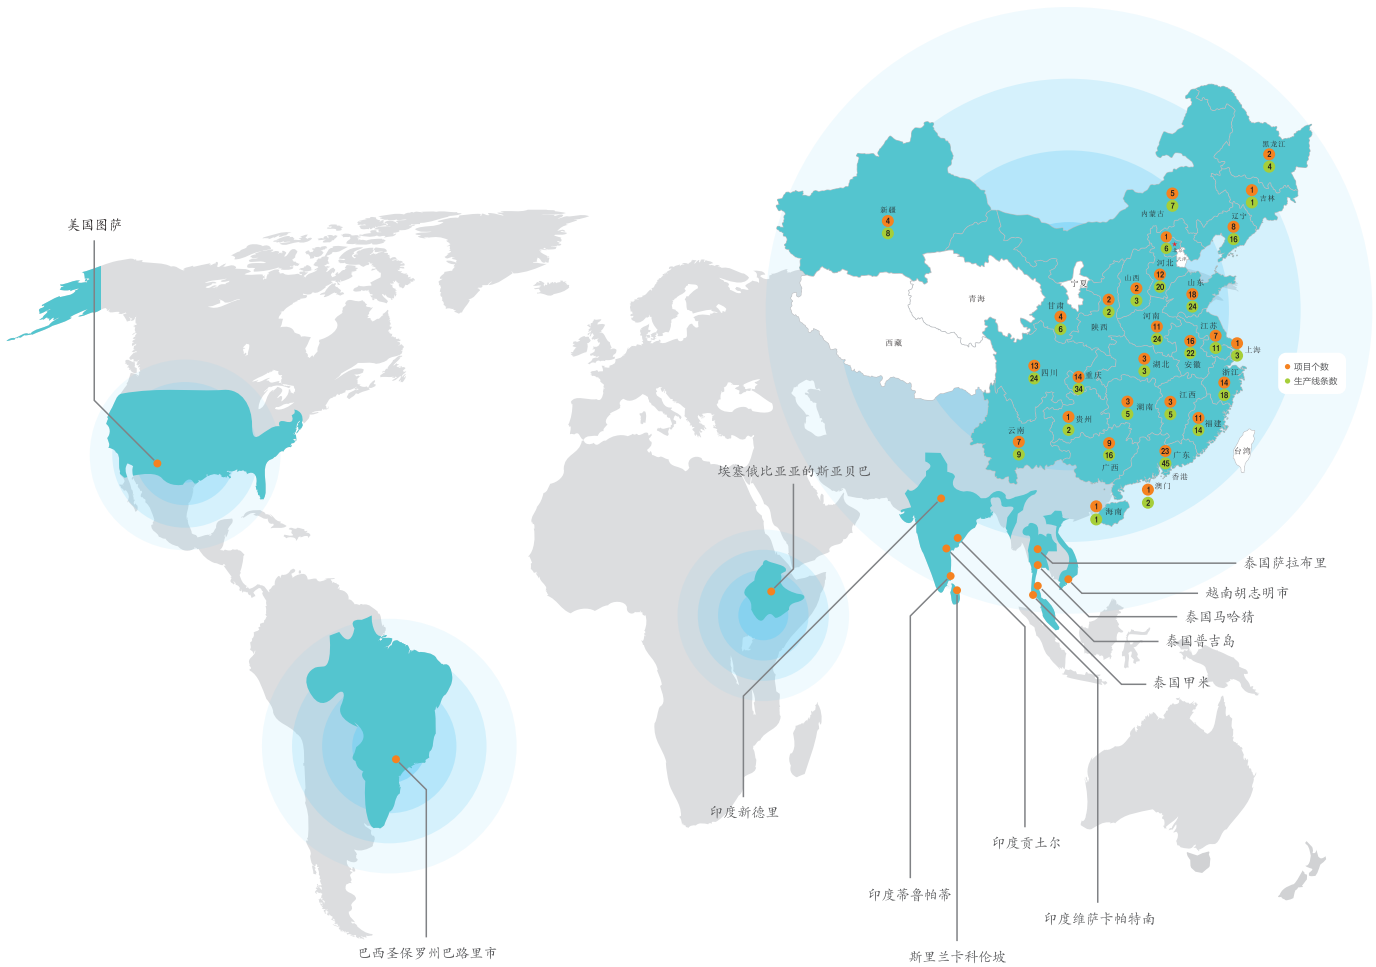 黑龙江
2
4
1
吉林
1
5
内蒙古
7
辽宁
8
16
美国图萨
新疆
4
8
1
6
河北
12
20
山西
2
3
山东
18
24
宁夏
青海
甘肃
4
6
2
2
陕西
河南
11
24
江苏
7
11
1
上海
3
西藏
16
22
安徽
3
湖北
3
浙江
14
18
项目个数
生产线条数
13
四川
24
14
重庆
34
3
湖南
5
3
江西
5
1
贵州
2
11
福建
14
云南
7
9
9
16
广西
23
广东
45
台湾
香港
1
澳门
2
1
海南
1
埃塞俄比亚亚的斯亚贝巴
泰国萨拉布里
越南胡志明市
泰国马哈猜
泰国普吉岛
泰国甲米
印度新德里
印度贡土尔
印度蒂鲁帕蒂
印度维萨卡帕特南
巴西圣保罗州巴路里市
斯里兰卡科伦坡